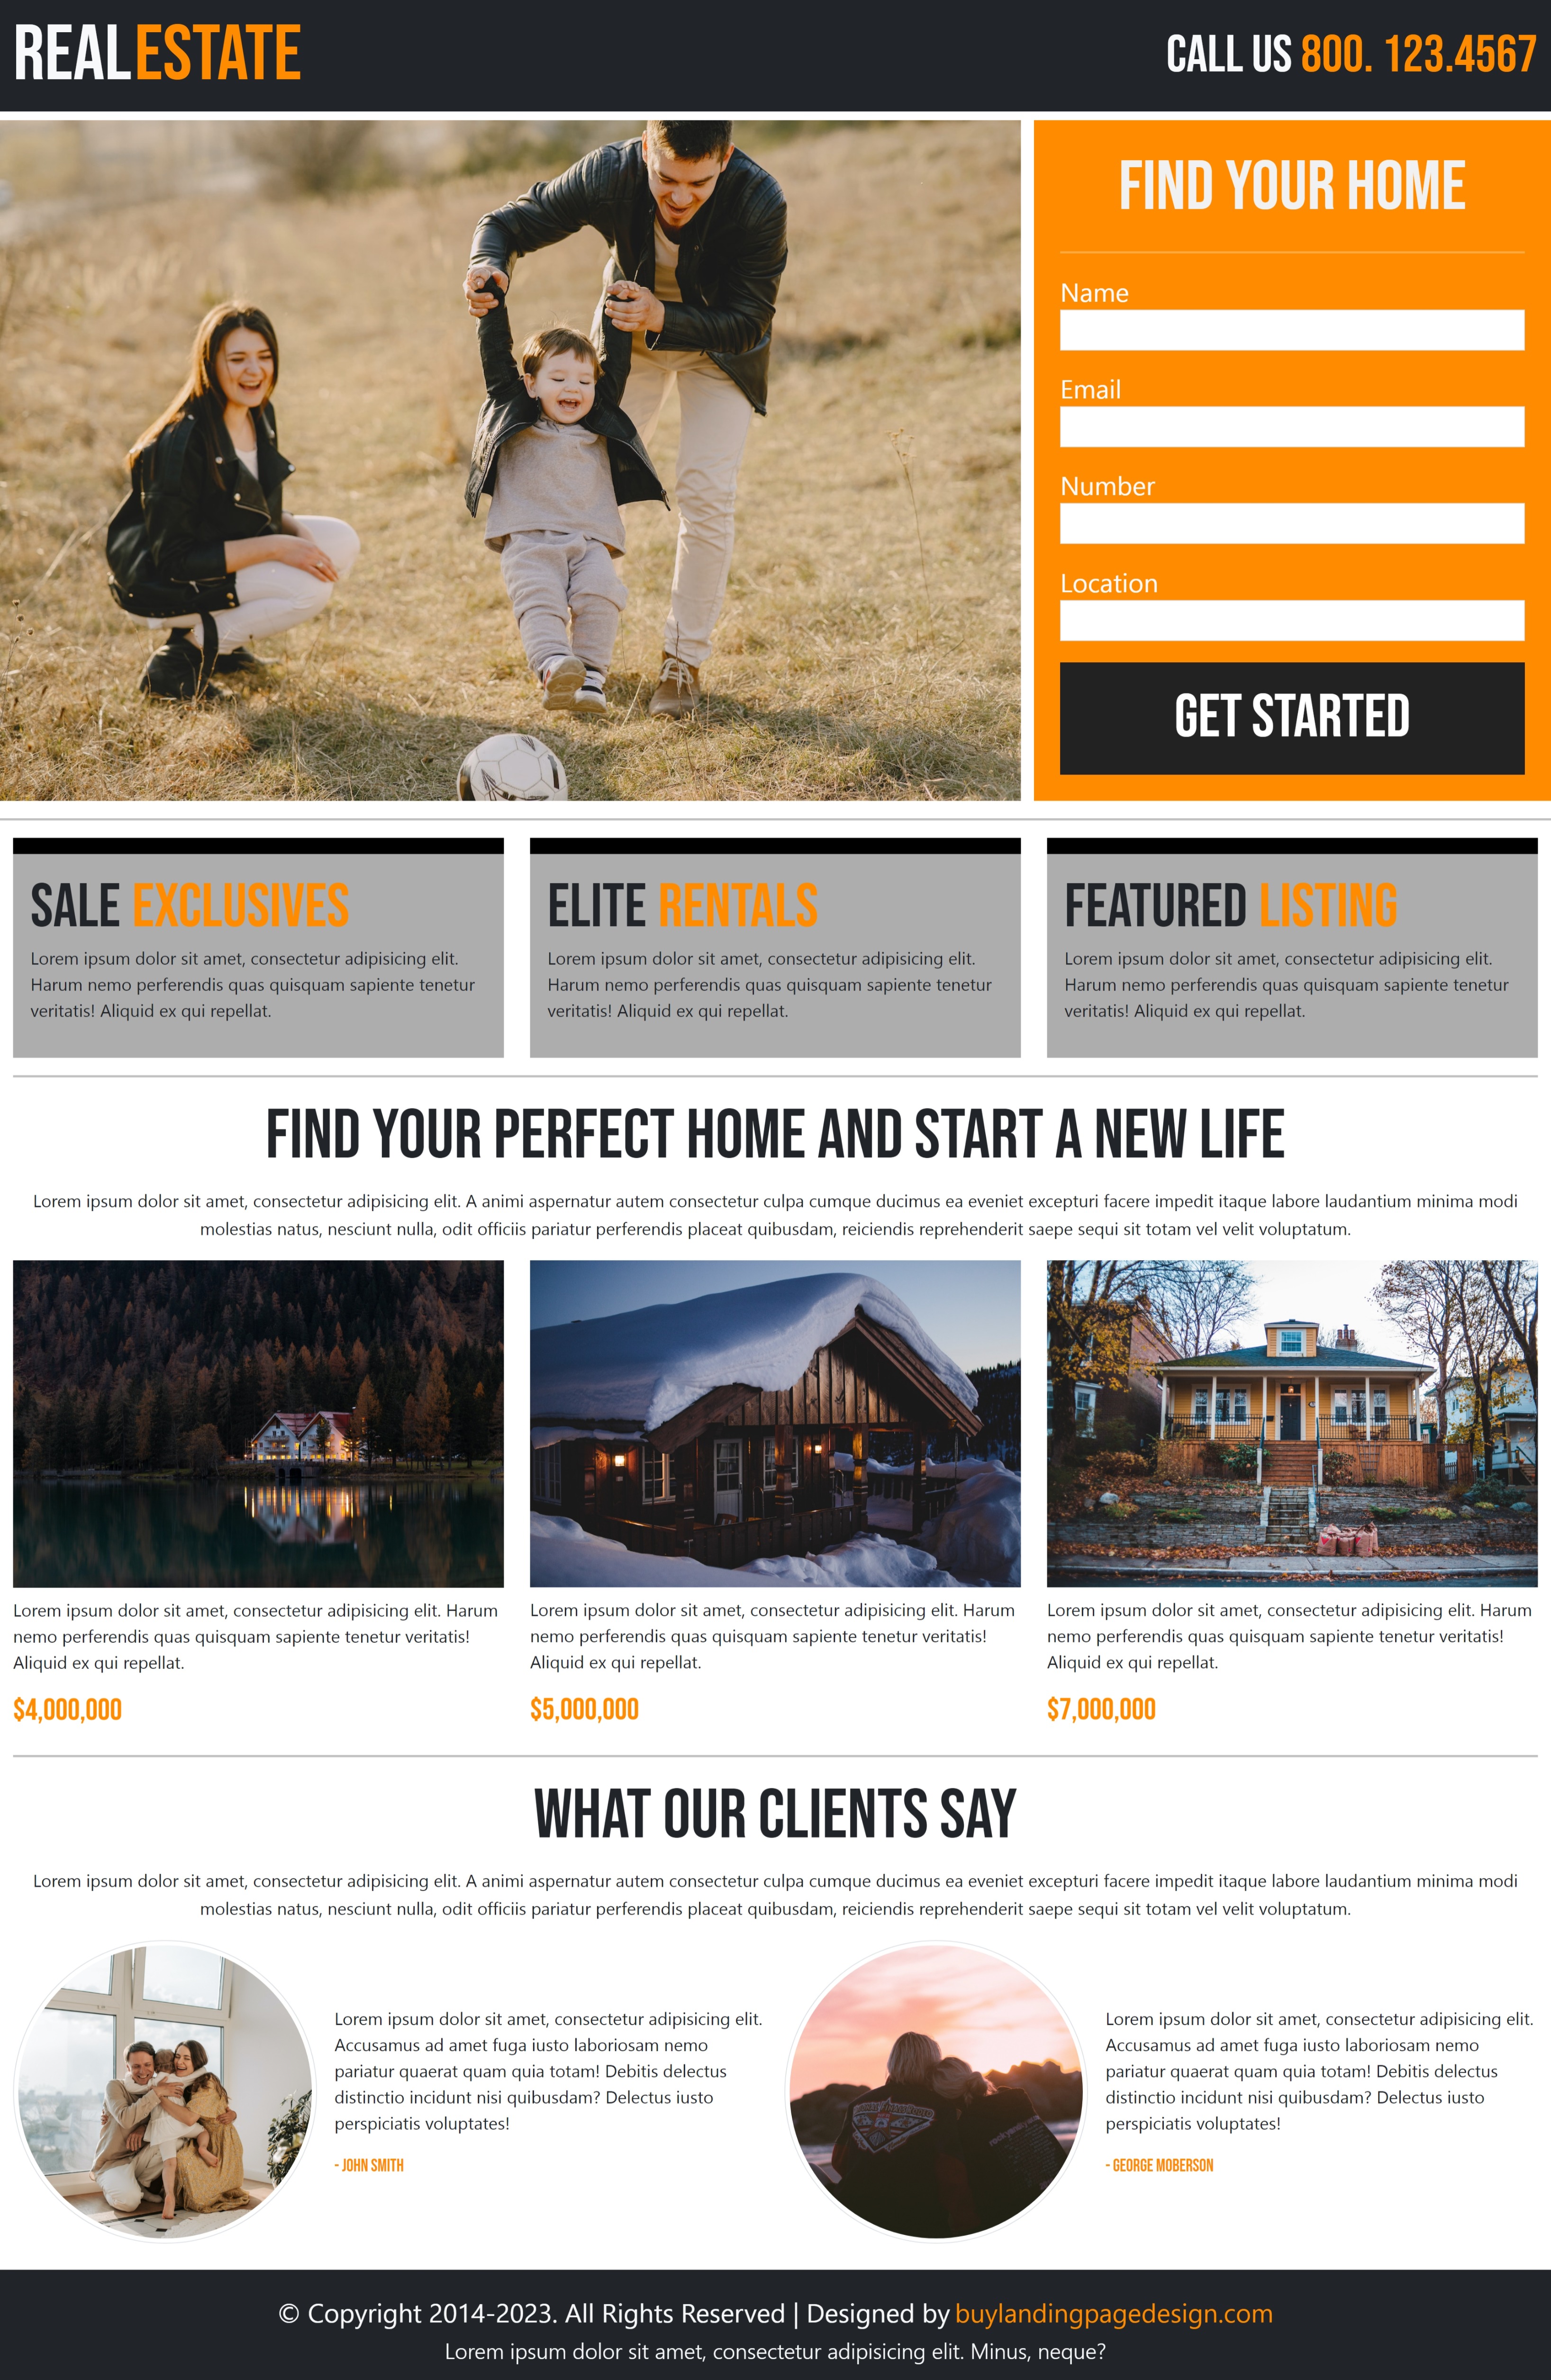 REALESTATE
CALL US 800. 123.4567
FIND YOUR HOME
Name
Email
Number
Location
GET STARTED
SALE EXCLUSIVES
Lorem ipsum dolor sit amet, consectetur adipisicing elit.
Harum nemo perferendis quas quisquam sapiente tenetur
veritatis! Aliquid ex qui repellat.
ELITE RENTALS
Lorem ipsum dolor sit amet, consectetur adipisicing elit.
Harum nemo perferendis quas quisquam sapiente tenetur
veritatis! Aliquid ex qui repellat.
FEATURED LISTING
Lorem ipsum dolor sit amet, consectetur adipisicing elit.
Harum nemo perferendis quas quisquam sapiente tenetur
veritatis! Aliquid ex qui repellat.
FIND YOUR PERFECT HOME AND START A NEW LIFE
Lorem ipsum dolor sit amet, consectetur adipisicing elit. A animi aspernatur autem consectetur culpa cumque ducimus ea eveniet excepturi facere impedit itaque labore laudantium minima modi
molestias natus, nesciunt nulla, odit officiis pariatur perferendis placeat quibusdam, reiciendis reprehenderit saepe sequi sit totam vel velit voluptatum.
Lorem ipsum dolor sit amet, consectetur adipisicing elit. Harum
nemo perferendis quas quisquam sapiente tenetur veritatis!
Aliquid ex qui repellat.
$4,000,000
Lorem ipsum dolor sit amet, consectetur adipisicing elit. Harum
nemo perferendis quas quisquam sapiente tenetur veritatis!
Aliquid ex qui repellat.
$5,000,000
Lorem ipsum dolor sit amet, consectetur adipisicing elit. Harum
nemo perferendis quas quisquam sapiente tenetur veritatis!
Aliquid ex qui repellat.
$7,000,000
WHAT OUR CLIENTS SAY
Lorem ipsum dolor sit amet, consectetur adipisicing elit. A animi aspernatur autem consectetur culpa cumque ducimus ea eveniet excepturi facere impedit itaque labore laudantium minima modi
molestias natus, nesciunt nulla, odit officiis pariatur perferendis placeat quibusdam, reiciendis reprehenderit saepe sequi sit totam vel velit voluptatum.
Lorem ipsum dolor sit amet, consectetur adipisicing elit.
Accusamus ad amet fuga iusto laboriosam nemo
pariatur quaerat quam quia totam! Debitis delectus
distinctio incidunt nisi quibusdam? Delectus iusto
perspiciatis voluptates!
- JOHN SMITH
Lorem ipsum dolor sit amet, consectetur adipisicing elit.
Accusamus ad amet fuga iusto laboriosam nemo
pariatur quaerat quam quia totam! Debitis delectus
distinctio incidunt nisi quibusdam? Delectus iusto
perspiciatis voluptates!
- GEORGE MOBERSON
© Copyright 2014-2023. All Rights Reserved | Designed by buylandingpagedesign.com
Lorem ipsum dolor sit amet, consectetur adipisicing elit. Minus, neque?